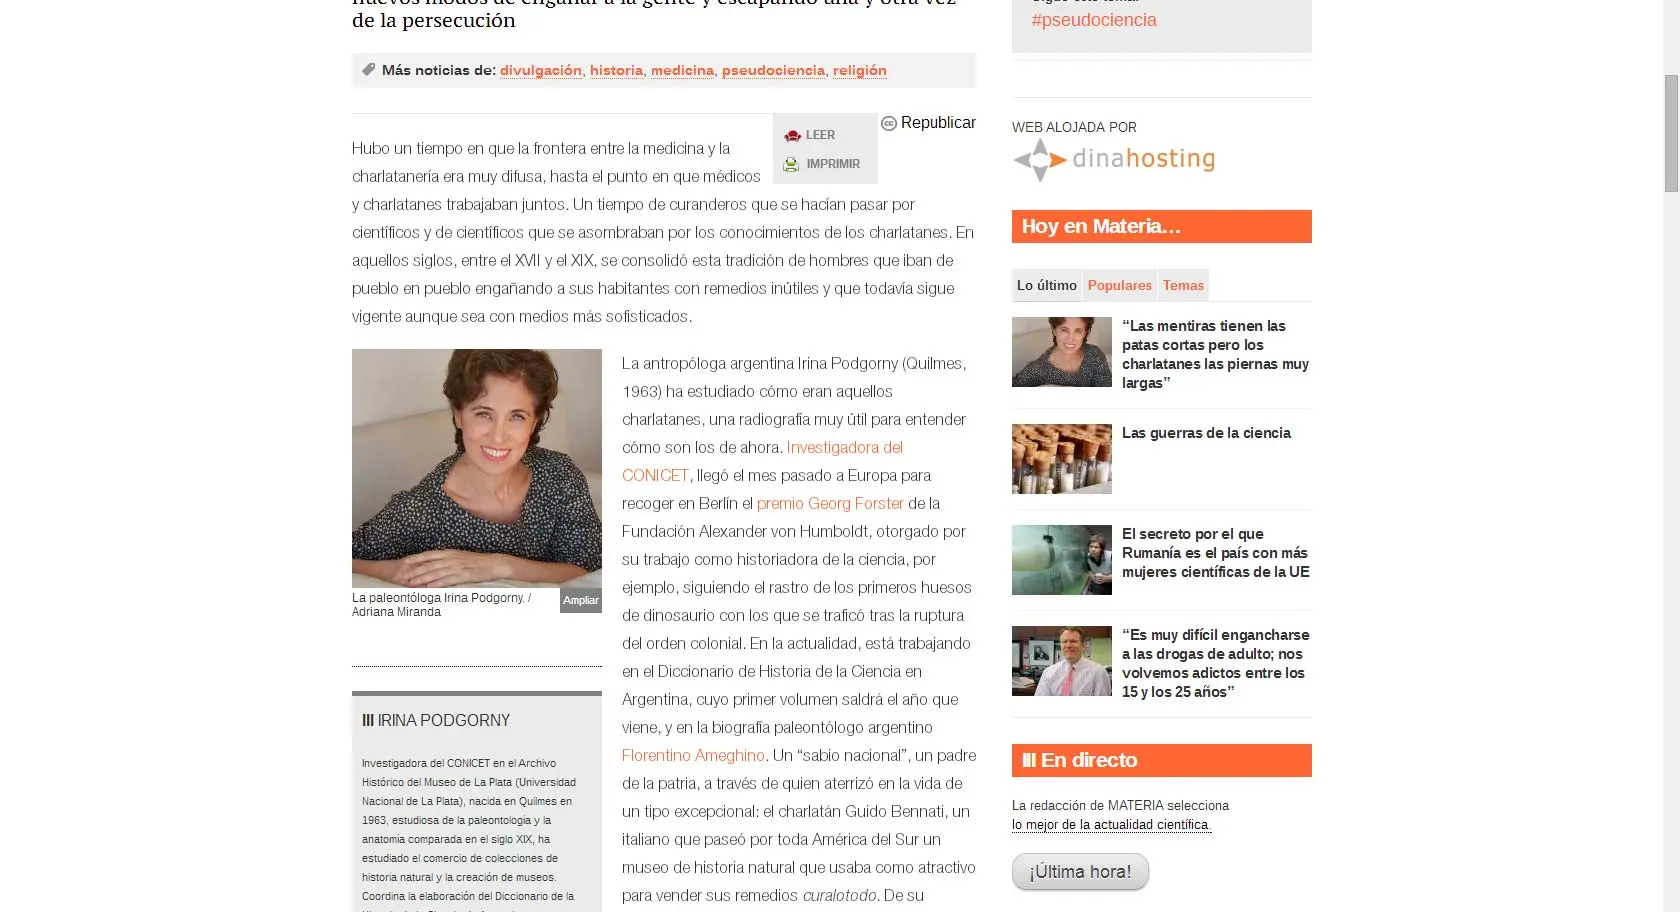 de la persecución
Más noticias de: divulgación, historia, medicina, pseudociencia, religión
LEER
IMPRIMIR
Republicar
Hubo un tiempo en que la frontera entre la medicina y la
charlatanería era muy difusa, hasta el punto en que médicos
y charlatanes trabajaban juntos. Un tiempo de curanderos que se hacían pasar por
científicos y de científicos que se asombraban por los conocimientos de los charlatanes. En
aquellos siglos, entre el XVII y el XIX, se consolidó esta tradición de hombres que iban de
pueblo en pueblo engañando a sus habitantes con remedios inútiles y que todavía sigue
vigente aunque sea con medios más sofisticados.
La paleontóloga Irina Podgorny. /
Adriana Miranda
Ampliar
III IRINA PODGORNY
Investigadora del CONICET en el Archivo
Histórico del Museo de La Plata (Universidad
Nacional de La Plata), nacida en Quilmes en
1963, estudiosa de la paleontología y la
anatomía comparada en el siglo XIX, ha
estudiado el comercio de colecciones de
historia natural y la creación de museos.
Coordina la elaboración del Diccionario de la
La antropóloga argentina Irina Podgorny (Quilmes,
1963) ha estudiado cómo eran aquellos
charlatanes, una radiografía muy útil para entender
cómo son los de ahora. Investigadora del
CONICET, llegó el mes pasado a Europa para
recoger en Berlín el premio Georg Forster de la
Fundación Alexander von Humboldt, otorgado por
su trabajo como historiadora de la ciencia, por
ejemplo, siguiendo el rastro de los primeros huesos
de dinosaurio con los que se traficó tras la ruptura
del orden colonial. En la actualidad, está trabajando
en el Diccionario de Historia de la Ciencia en
Argentina, cuyo primer volumen saldrá el año que
viene, y en la biografía paleontólogo argentino
Florentino Ameghino. Un “sabio nacional”, un padre
de la patria, a través de quien aterrizó en la vida de
un tipo excepcional: el charlatán Guido Bennati, un
italiano que paseó por toda América del Sur un
museo de historia natural que usaba como atractivo
para vender sus remedios curalotodo. De su
#pseudociencia
WEB ALOJADA POR
dinahosting
Hoy en Materia...
Lo último
Populares
Temas
“Las mentiras tienen las
patas cortas pero los
charlatanes las piernas muy
largas”
Las guerras de la ciencia
El secreto por el que
Rumanía es el país con más
mujeres científicas de la UE
“Es muy difícil engancharse
a las drogas de adulto; nos
volvemos adictos entre los
15 y los 25 años”
III En directo
La redacción de MATERIA selecciona
lo mejor de la actualidad científica.
¡Última hora!